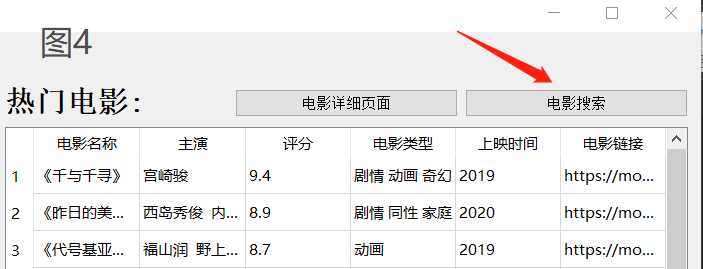 图4
热门电影:
电影详细页面 电影搜索
电影名称 主演 评分 电影类型 上映时间 电影链接
1 《千与千寻》 宫崎骏 9.4 剧情 动画 奇幻 2019 https://mo...
2 《昨日的美... 西岛秀俊 内... 8.9 剧情 同性 家庭 2020 https://mo...
3 《代号基亚... 福山润 野上... 8.7 动画 2019 https://mo...